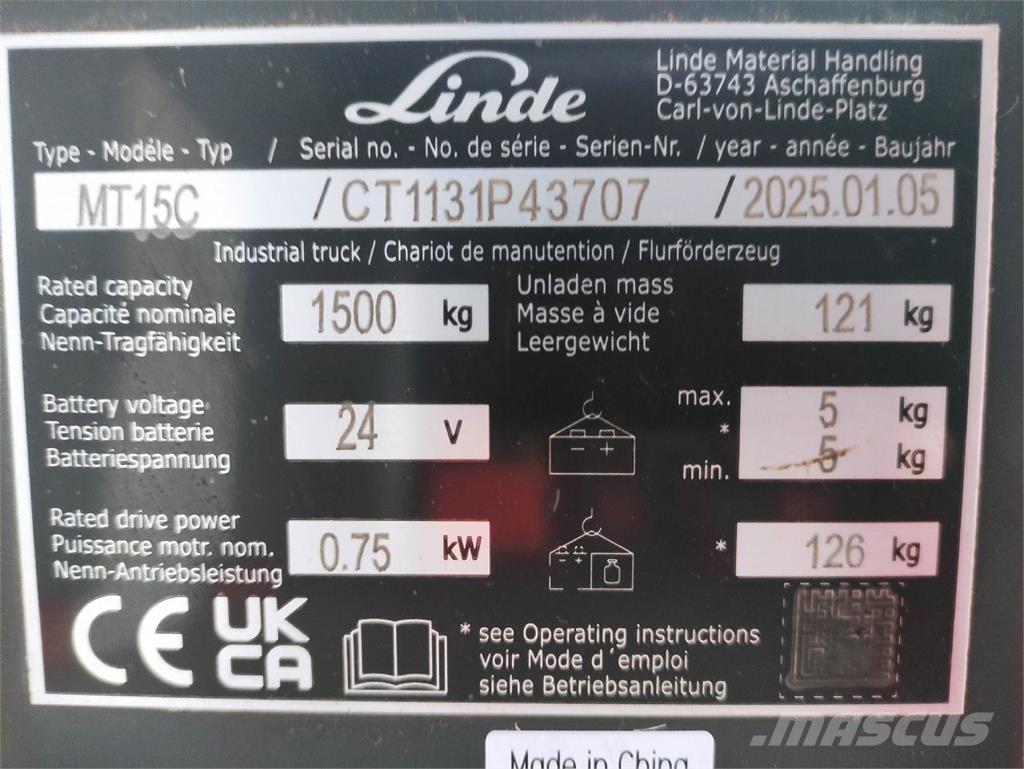 Linde
Linde Material Handling
D-63743 Aschaffenburg
Carl-von-Linde-Platz
Type - Modéle - Typ / Serial no. - No. de série - Serien-Nr. / year - année - Baujahr
MT15C / CT1131P43707 / 2025.01.05
Industrial truck / Chariot de manutention / Flurförderzeug
Rated capacity
Capacité nominale
Nenn-Tragfähigkeit
1500 kg
Unladen mass
Masse à vide
Leergewicht
121 kg
Battery voltage
Tension batterie
Batteriespannung
24 V
max. 5 kg
*
min. 5 kg
Rated drive power
Puissance motr. nom.
Nenn-Antriebsleistung
0.75 kW
* 126 kg
CE
UK
CA
* see Operating instructions
voir Mode d´emploi
siehe Betriebsanleitung
Made in China
MASCUS